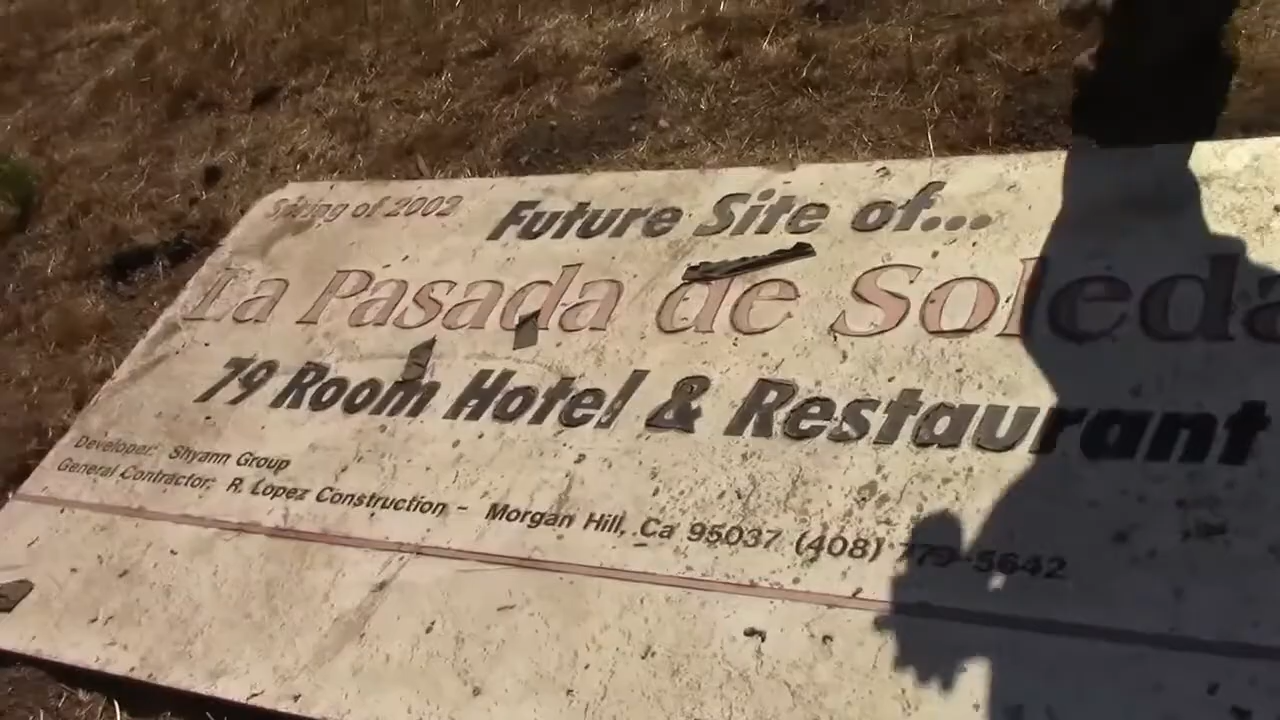 Spring of 2002
Future Site of...
La Pasada de Soleda
79 Room Hotel & Restaurant
Developer: Shyann Group
General Contractor: R. Lopez Construction - Morgan Hill, Ca 95037 (408) 779-5642